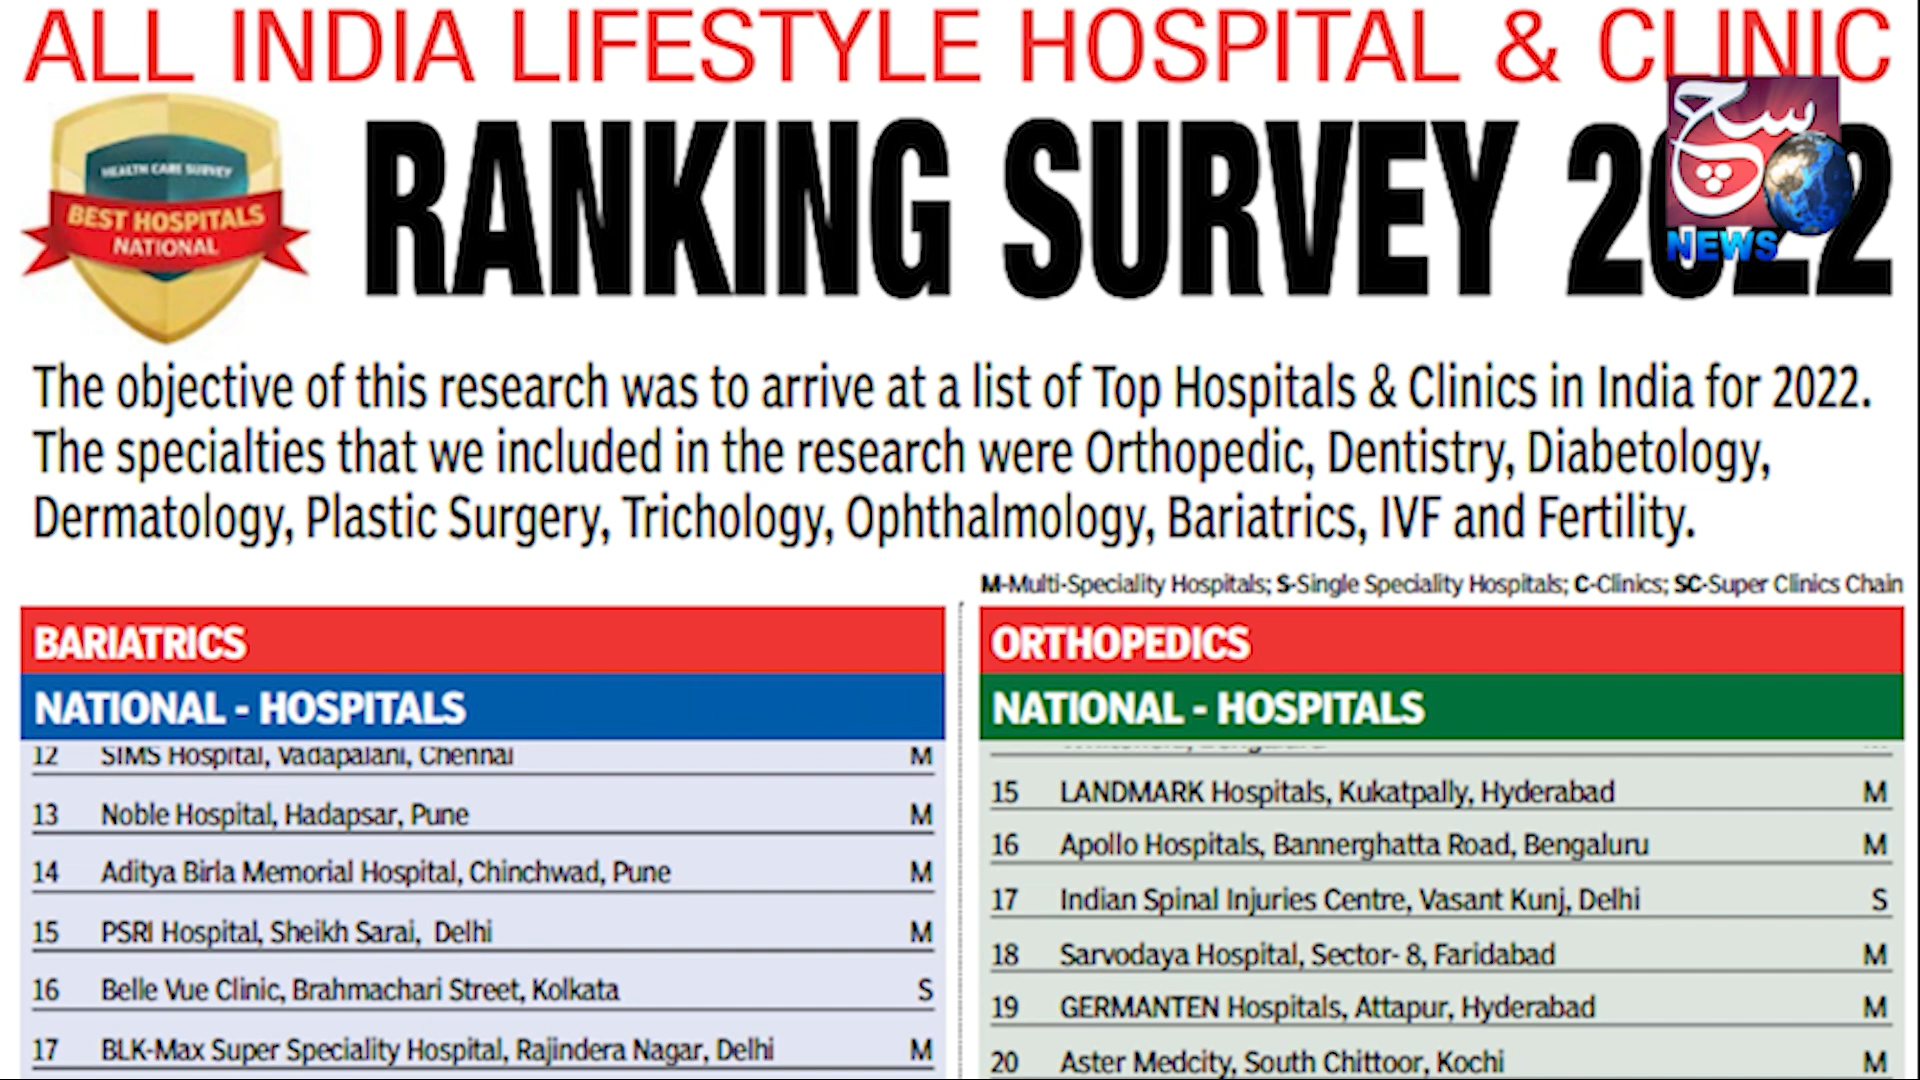 ALL INDIA LIFESTYLE HOSPITAL & CLINIC
سچ
NEWS
HEALTH CARE SURVEY
BEST HOSPITALS
NATIONAL
RANKING SURVEY 2022
The objective of this research was to arrive at a list of Top Hospitals & Clinics in India for 2022.
The specialties that we included in the research were Orthopedic, Dentistry, Diabetology,
Dermatology, Plastic Surgery, Trichology, Ophthalmology, Bariatrics, IVF and Fertility.
M-Multi-Speciality Hospitals; S-Single Speciality Hospitals; C-Clinics; SC-Super Clinics Chain
BARIATRICS
NATIONAL - HOSPITALS
12 SIMS Hospital, Vadapalani, Chennai M
13 Noble Hospital, Hadapsar, Pune M
14 Aditya Birla Memorial Hospital, Chinchwad, Pune M
15 PSRI Hospital, Sheikh Sarai, Delhi M
16 Belle Vue Clinic, Brahmachari Street, Kolkata S
17 BLK-Max Super Speciality Hospital, Rajindera Nagar, Delhi M
ORTHOPEDICS
NATIONAL - HOSPITALS
15 LANDMARK Hospitals, Kukatpally, Hyderabad M
16 Apollo Hospitals, Bannerghatta Road, Bengaluru M
17 Indian Spinal Injuries Centre, Vasant Kunj, Delhi S
18 Sarvodaya Hospital, Sector- 8, Faridabad M
19 GERMANTEN Hospitals, Attapur, Hyderabad M
20 Aster Medcity, South Chittoor, Kochi M